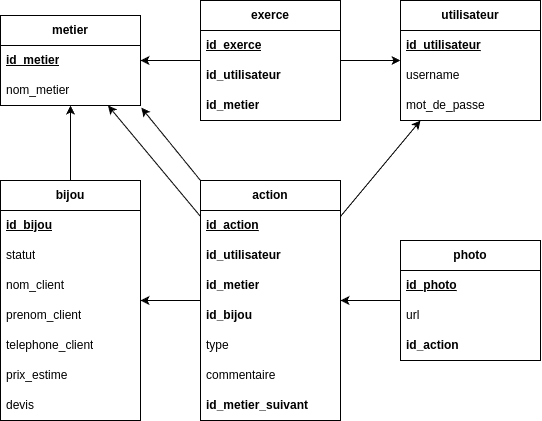 metier
id_metier
nom_metier
exerce
id_exerce
id_utilisateur
id_metier
utilisateur
id_utilisateur
username
mot_de_passe
bijou
id_bijou
statut
nom_client
prenom_client
telephone_client
prix_estime
devis
action
id_action
id_utilisateur
id_metier
id_bijou
type
commentaire
id_metier_suivant
photo
id_photo
url
id_action